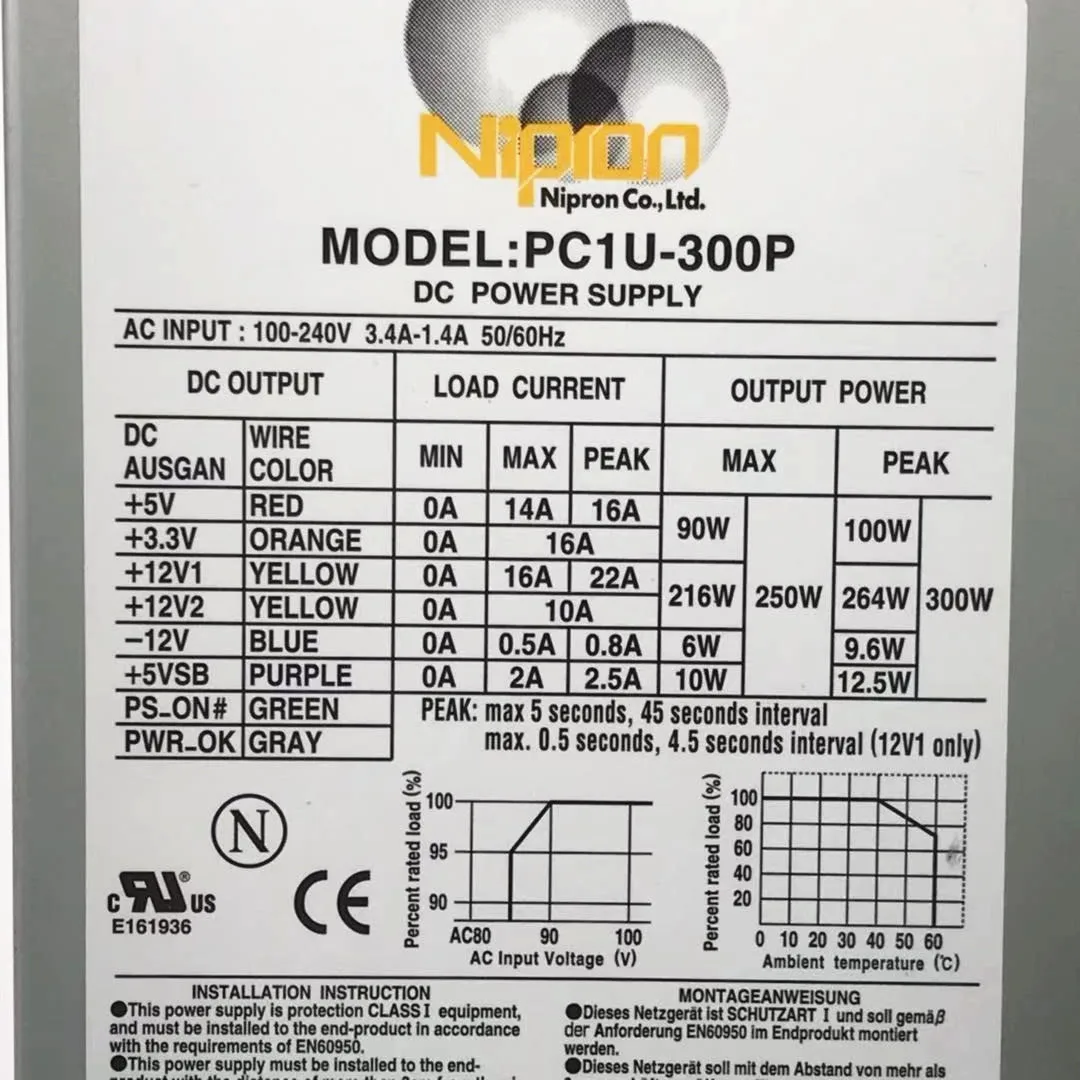 Nipron
Nipron Co.,Ltd.
MODEL:PC1U-300P
DC POWER SUPPLY
AC INPUT : 100-240V 3.4A-1.4A 50/60Hz
DC OUTPUT LOAD CURRENT OUTPUT POWER
DC AUSGAN WIRE COLOR MIN MAX PEAK MAX PEAK
+5V RED 0A 14A 16A 90W 100W
+3.3V ORANGE 0A 16A
+12V1 YELLOW 0A 16A 22A 216W 250W 264W 300W
+12V2 YELLOW 0A 10A
−12V BLUE 0A 0.5A 0.8A 6W 9.6W
+5VSB PURPLE 0A 2A 2.5A 10W 12.5W
PS_ON# GREEN PEAK: max 5 seconds, 45 seconds interval
PWR_OK GRAY max. 0.5 seconds, 4.5 seconds interval (12V1 only)
N
C RU ® US
E161936
CE
Percent rated load (%)
100
95
90
AC80 90 100
AC Input Voltage (V)
Percent rated load (%)
100
80
60
40
20
0 10 20 30 40 50 60
Ambient temperature (℃)
INSTALLATION INSTRUCTION
●This power supply is protection CLASS I equipment,
and must be installed to the end-product in accordance
with the requirements of EN60950.
●This power supply must be installed to the end-
MONTAGEANWEISUNG
●Dieses Netzgerät ist SCHUTZART I und soll gemäβ
der Anforderung EN60950 im Endprodukt montiert
werden.
●Dieses Netzgerät soll mit dem Abstand von mehr als